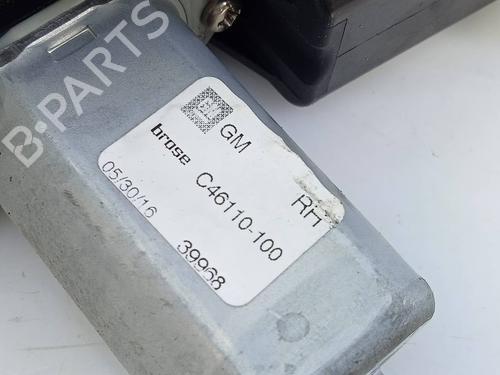 B-PARTS
GM
brose
RH
C46110-100
05/30/16
39968